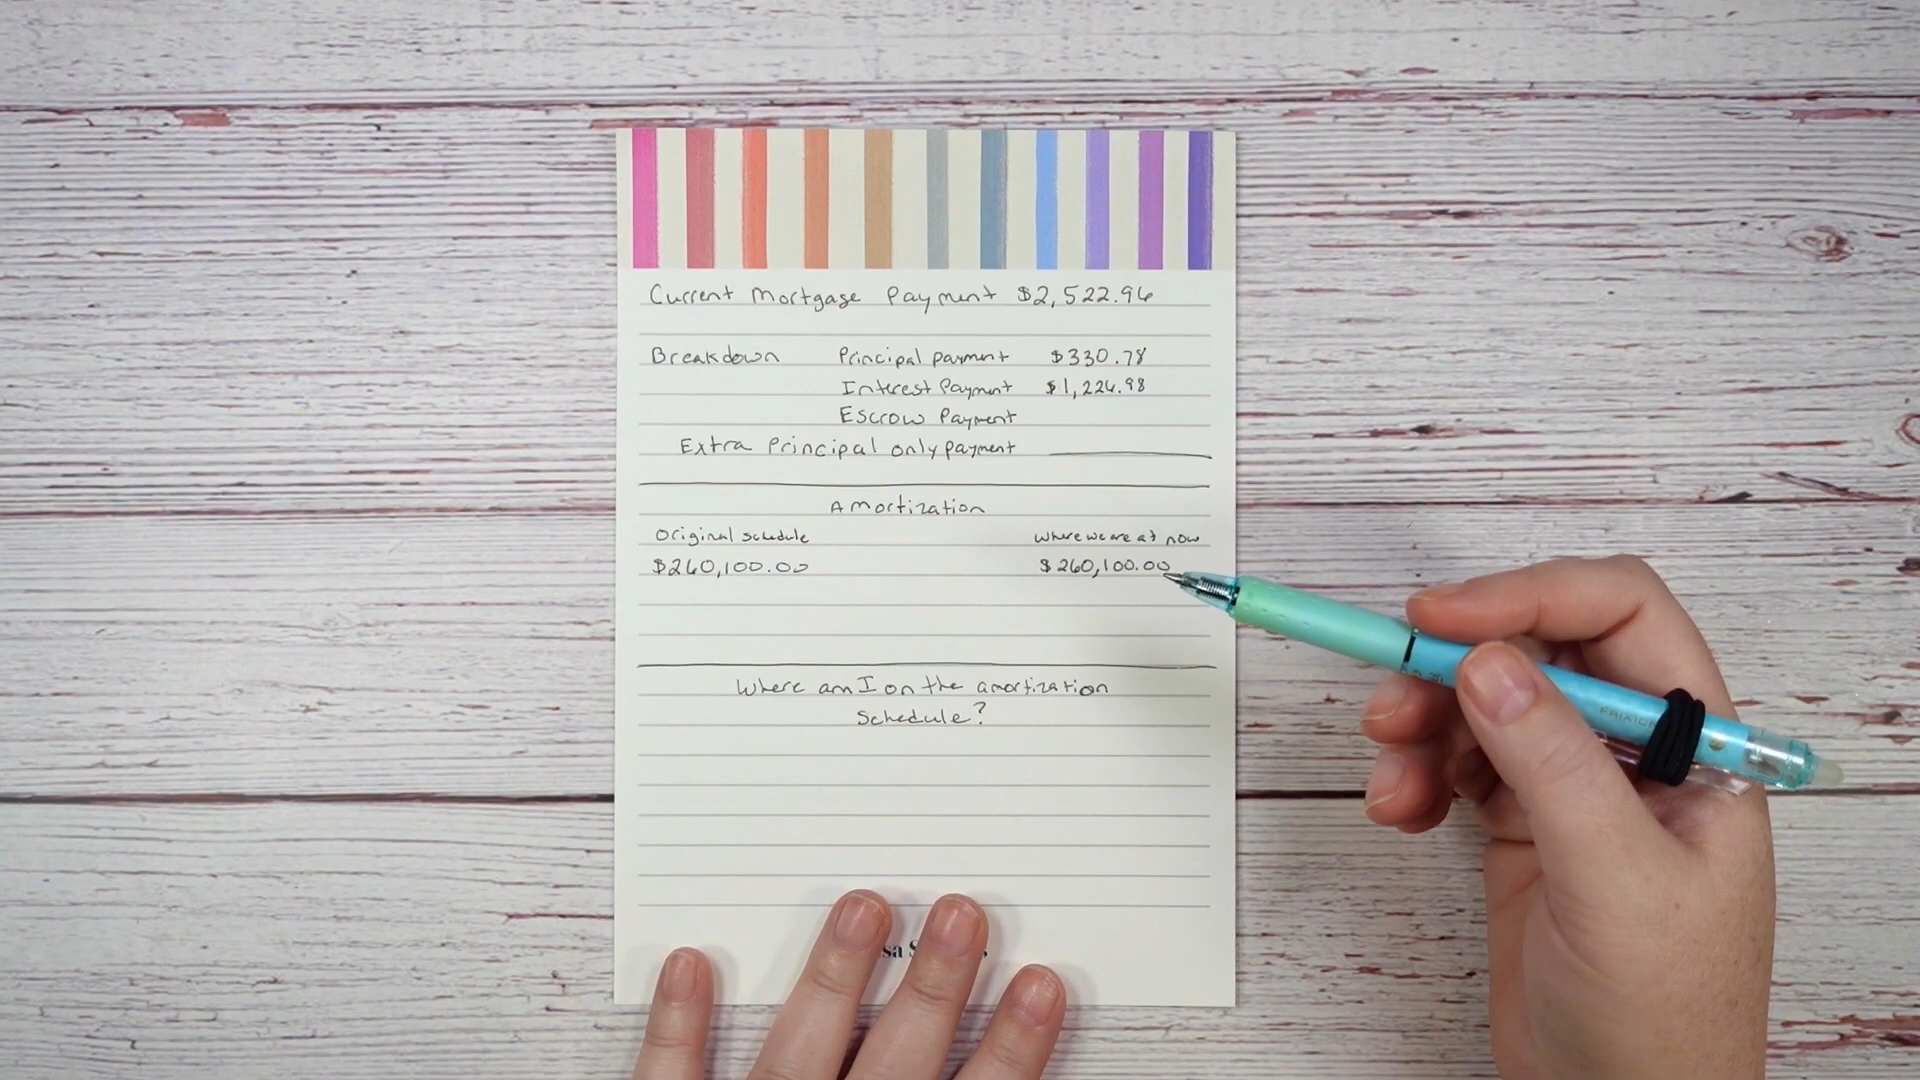 Current Mortgage Payment $2,522.96
Breakdown Principal payment $330.78
Interest Payment $1,226.98
Escrow Payment
Extra Principal only payment
Amortization
Original schedule Where we are at now
$260,100.00 $260,100.00
Where am I on the amortization
Schedule?